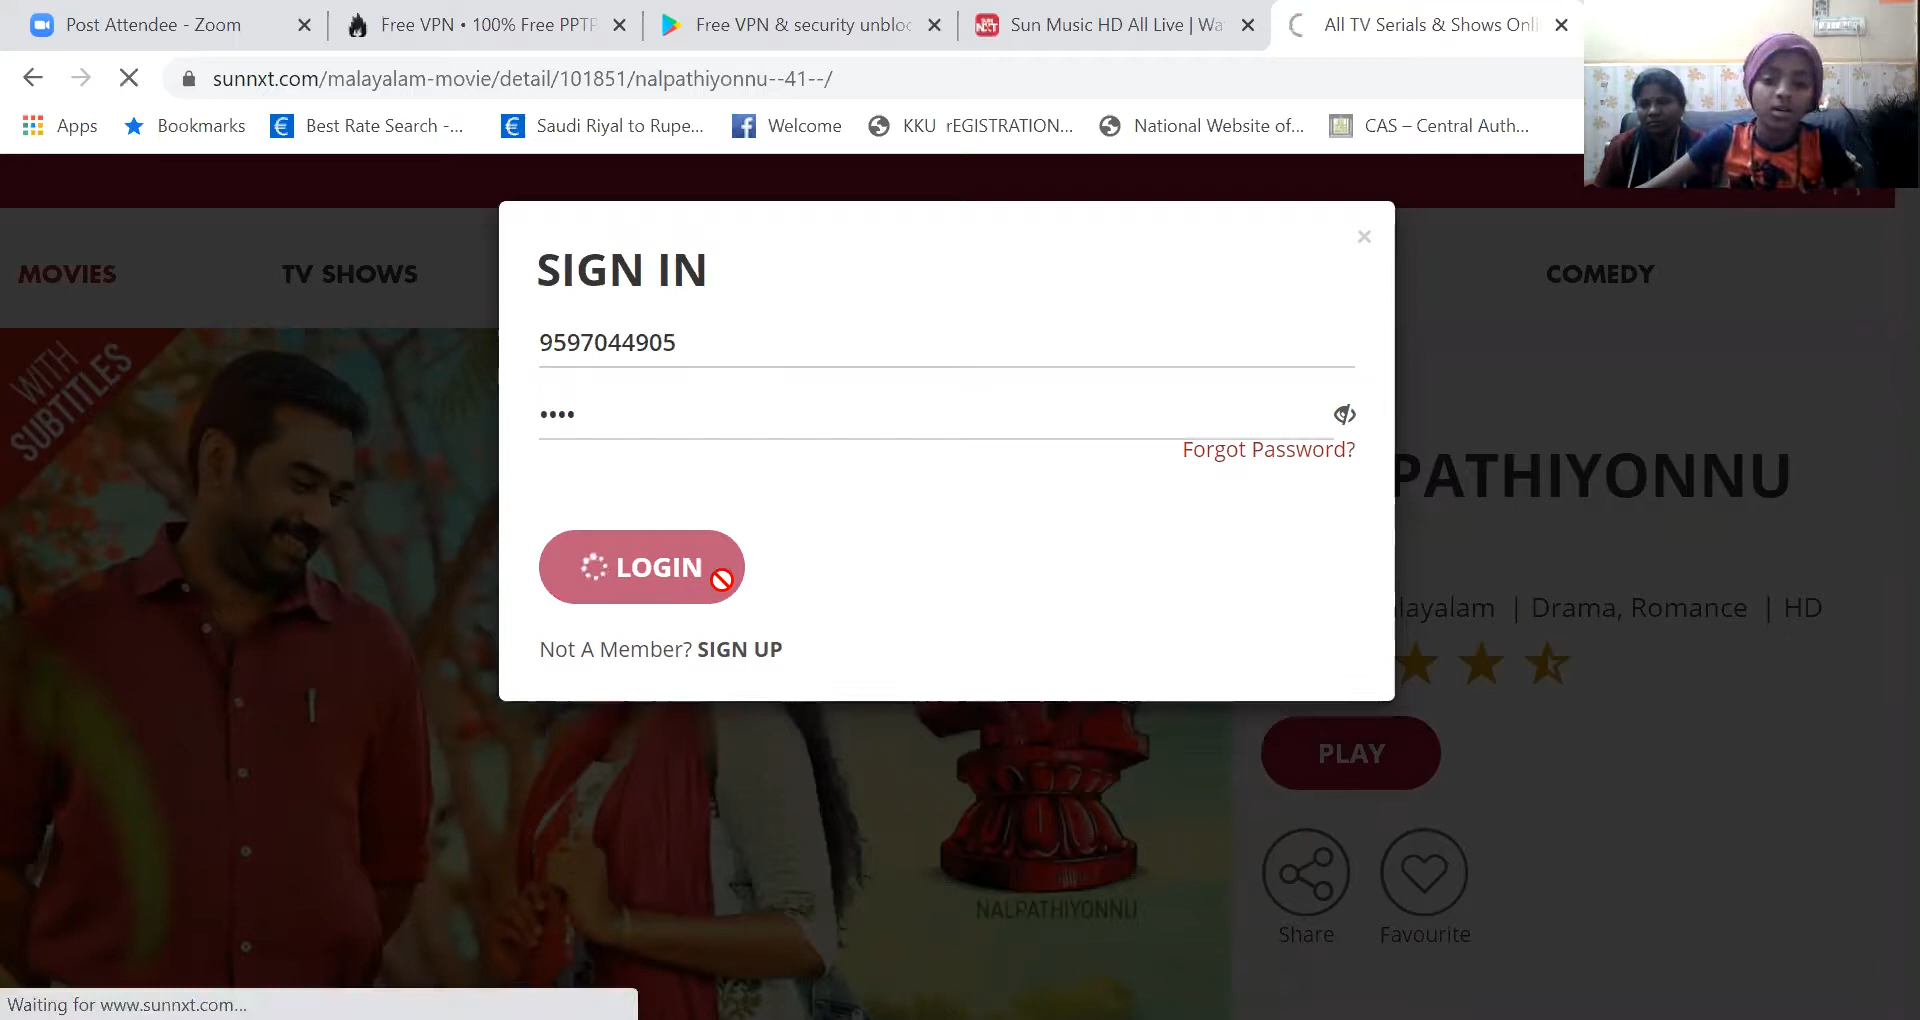 Post Attendee - Zoom
Free VPN • 100% Free PPTP
Free VPN & security unbloc
Sun Music HD All Live | Wa
All TV Serials & Shows Onli
sunnxt.com/malayalam-movie/detail/101851/nalpathiyonnu--41--/
Apps
Bookmarks
Best Rate Search -...
Saudi Riyal to Rupe...
Welcome
KKU rEGISTRATION...
National Website of...
CAS – Central Auth...
MOVIES
TV SHOWS
COMEDY
WITH
SUBTITLES
SIGN IN
9597044905
••••
Forgot Password?
LOGIN
Not A Member? SIGN UP
PATHIYONNU
layalam | Drama, Romance | HD
PLAY
Share
Favourite
NALPATHIYONNU
Waiting for www.sunnxt.com...